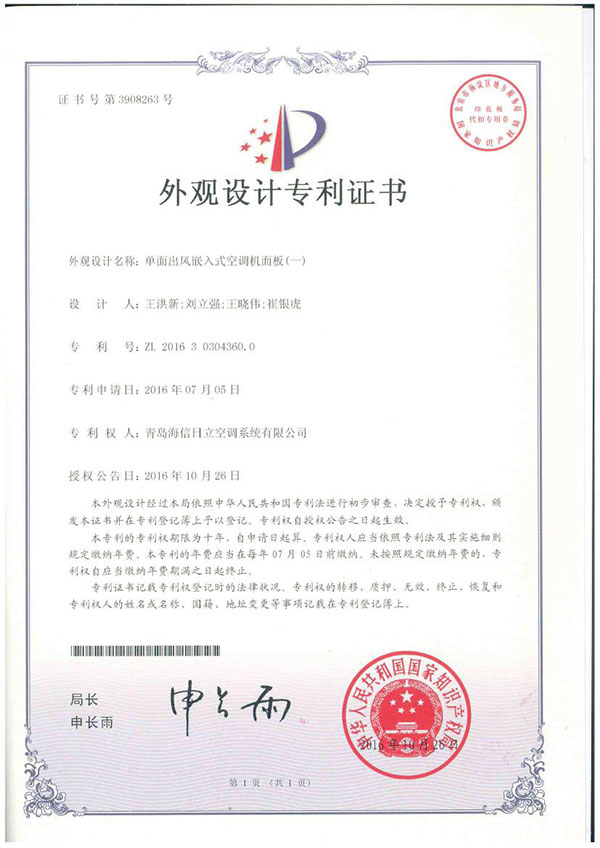 证书号第3908263号
北京市海淀区地方税务局
印花税
代扣专用章
国家知识产权局
外观设计专利证书
外观设计名称：单面出风嵌入式空调机面板(一)
设计人：王洪新;刘立强;王晓伟;崔银虎
专利号：ZL 2016 3 0304360.0
专利申请日：2016年07月05日
专利权人：青岛海信日立空调系统有限公司
授权公告日：2016年10月26日
本外观设计经过本局依照中华人民共和国专利法进行初步审查，决定授予专利权，颁
发本证书并在专利登记簿上予以登记。专利权自授权公告之日起生效。
本专利的专利权期限为十年，自申请日起算。专利权人应当依照专利法及其实施细则
规定缴纳年费。本专利的年费应当在每年07月05日前缴纳。未按照规定缴纳年费的，专
利权自应当缴纳年费期满之日起终止。
专利证书记载专利权登记时的法律状况。专利权的转移、质押、无效、终止、恢复和
专利权人的姓名或名称、国籍、地址变更等事项记载在专利登记簿上。
局长
申长雨
申长雨
中华人民共和国国家知识产权局
2016年10月26日
第1页（共1页）